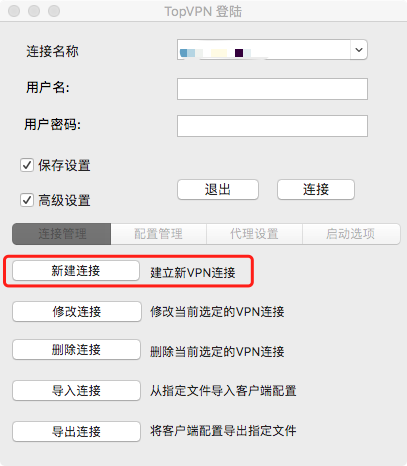 TopVPN 登陆
连接名称
用户名:
用户密码:
保存设置
高级设置
退出
连接
连接管理
配置管理
代理设置
启动选项
新建连接
建立新VPN连接
修改连接
修改当前选定的VPN连接
删除连接
删除当前选定的VPN连接
导入连接
从指定文件导入客户端配置
导出连接
将客户端配置导出指定文件